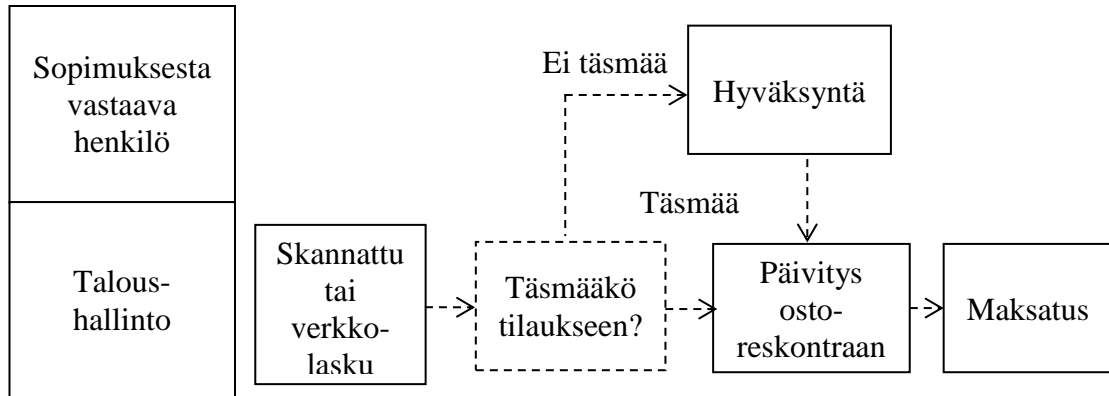 Sopimuksesta
vastaava
henkilö
Ei täsmää
Hyväksyntä
Täsmää
Talous-
hallinto
Skannattu
tai
verkko-
lasku
Täsmääkö
tilaukseen?
Päivitys
osto-
reskontraan
Maksatus